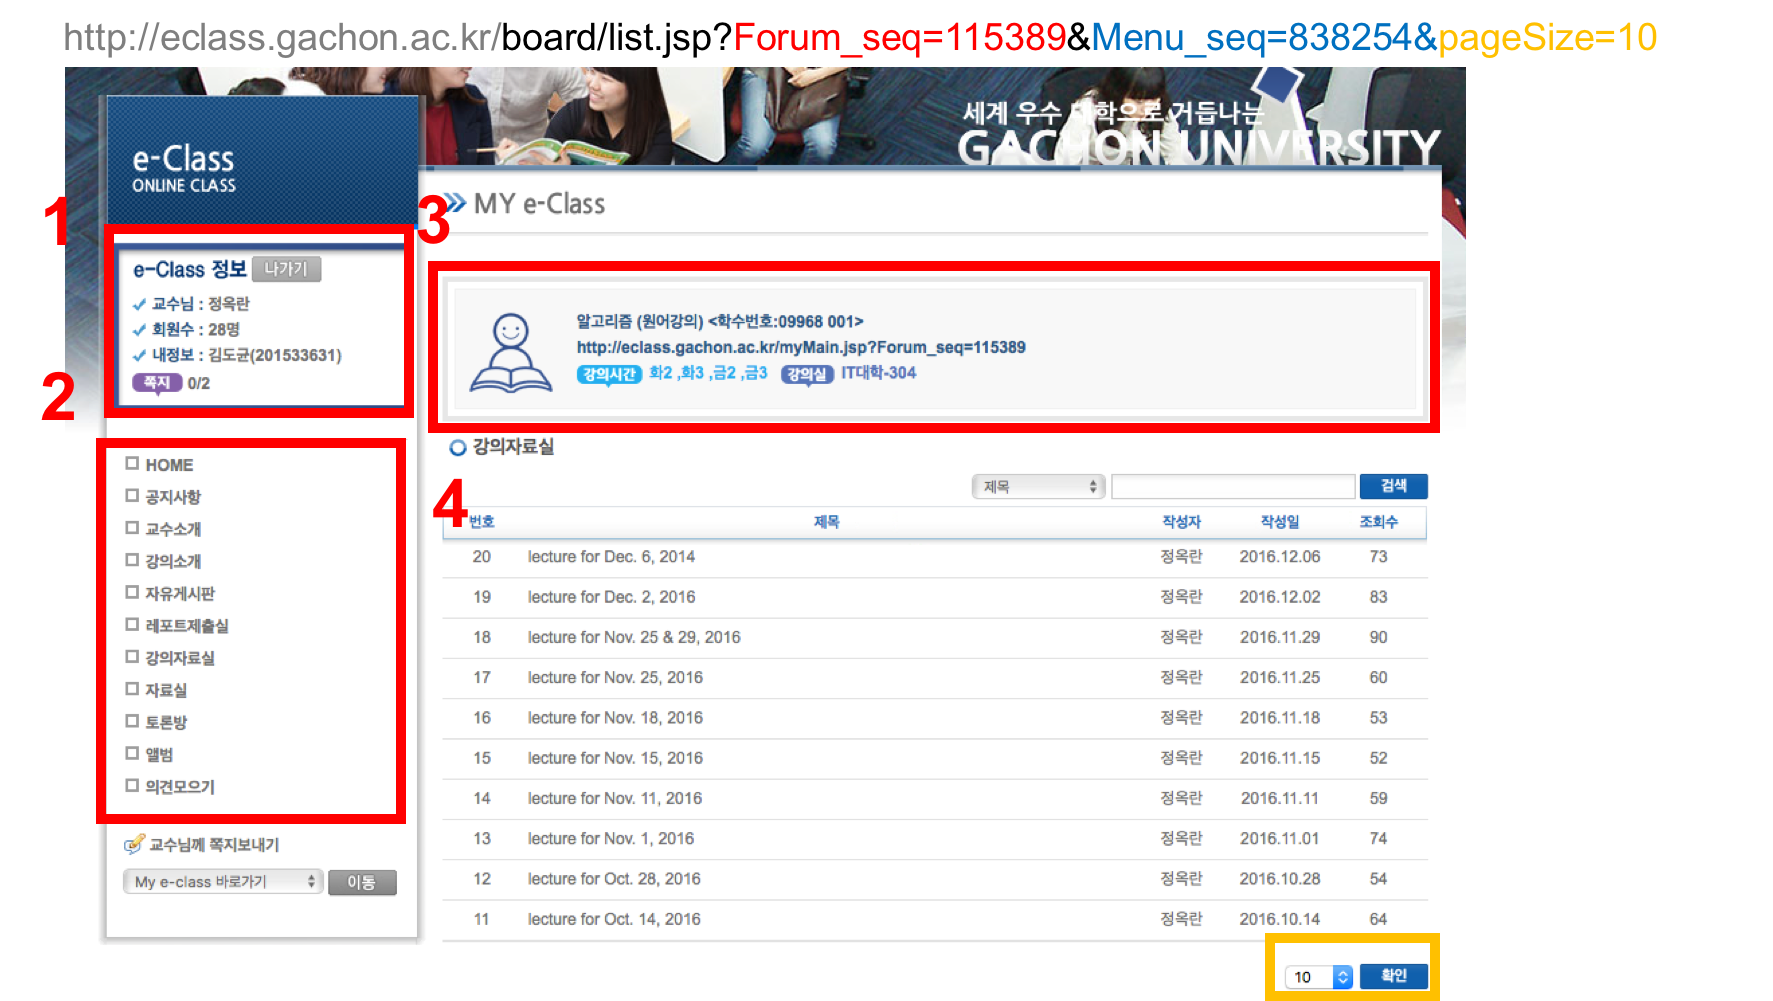 http://eclass.gachon.ac.kr/board/list.jsp?Forum_seq=115389&Menu_seq=838254&pageSize=10
세계 우수 대학으로 거듭나는
GACHON UNIVERSITY
e-Class
ONLINE CLASS
1
3
MY e-Class
e-Class 정보 나가기
교수님 : 정옥란
회원수 : 28명
내정보 : 김도균(201533631)
쪽지 0/2
2
알고리즘 (원어강의) <학수번호:09968 001>
http://eclass.gachon.ac.kr/myMain.jsp?Forum_seq=115389
강의시간 화2 ,화3 ,금2 ,금3 강의실 IT대학-304
HOME
공지사항
교수소개
강의소개
자유게시판
레포트제출실
강의자료실
자료실
토론방
앨범
의견모으기
교수님께 쪽지보내기
My e-class 바로가기 이동
강의자료실
4
제목 검색
번호 제목 작성자 작성일 조회수
20 lecture for Dec. 6, 2014 정옥란 2016.12.06 73
19 lecture for Dec. 2, 2016 정옥란 2016.12.02 83
18 lecture for Nov. 25 & 29, 2016 정옥란 2016.11.29 90
17 lecture for Nov. 25, 2016 정옥란 2016.11.25 60
16 lecture for Nov. 18, 2016 정옥란 2016.11.18 53
15 lecture for Nov. 15, 2016 정옥란 2016.11.15 52
14 lecture for Nov. 11, 2016 정옥란 2016.11.11 59
13 lecture for Nov. 1, 2016 정옥란 2016.11.01 74
12 lecture for Oct. 28, 2016 정옥란 2016.10.28 54
11 lecture for Oct. 14, 2016 정옥란 2016.10.14 64
10 확인